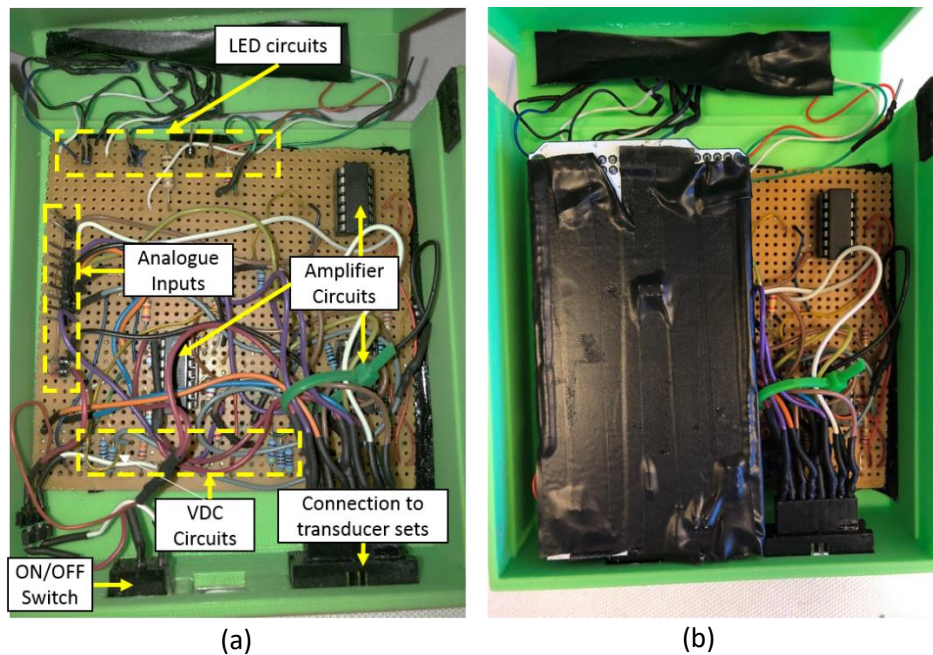 LED circuits
Analogue
Inputs
Amplifier
Circuits
VDC
Circuits
Connection to
transducer sets
ON/OFF
Switch
(a)
(b)